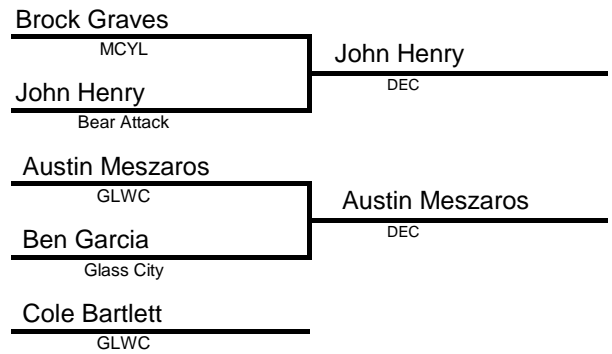 Brock Graves
MCYL
John Henry
DEC
John Henry
Bear Attack
Austin Meszaros
GLWC
Austin Meszaros
DEC
Ben Garcia
Glass City
Cole Bartlett
GLWC